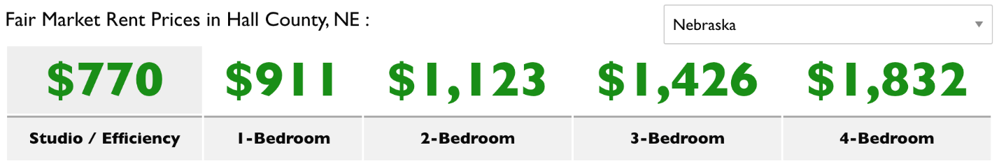 Fair Market Rent Prices in Hall County, NE :
Nebraska
$770 $911 $1,123 $1,426 $1,832
Studio / Efficiency 1-Bedroom 2-Bedroom 3-Bedroom 4-Bedroom